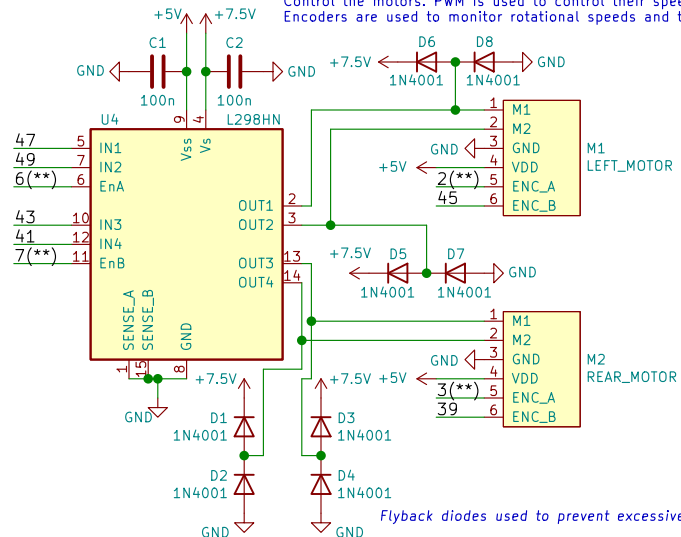 Control the motors. PWM is used to control their spee
Encoders are used to monitor rotational speeds and t
+5V
+7.5V
C1
C2
GND
GND
100n
100n
+7.5V
D6
D8
GND
1N4001
1N4001
U4
L298HN
9
4
Vss
Vs
47
5
IN1
49
7
IN2
6(**)
6
EnA
43
10
IN3
41
12
IN4
7(**)
11
EnB
OUT1
2
OUT2
3
OUT3
13
OUT4
14
SENSE_A
SENSE_B
GND
1
15
8
GND
1
M1
2
M2
GND
3
GND
+5V
4
VDD
2(**)
5
ENC_A
45
6
ENC_B
M1
LEFT_MOTOR
+7.5V
D5
D7
GND
1N4001
1N4001
1
M1
2
M2
GND
3
GND
+5V
4
VDD
3(**)
5
ENC_A
39
6
ENC_B
M2
REAR_MOTOR
+7.5V
+7.5V
D1
1N4001
D3
1N4001
D2
1N4001
D4
1N4001
GND
GND
Flyback diodes used to prevent excessive